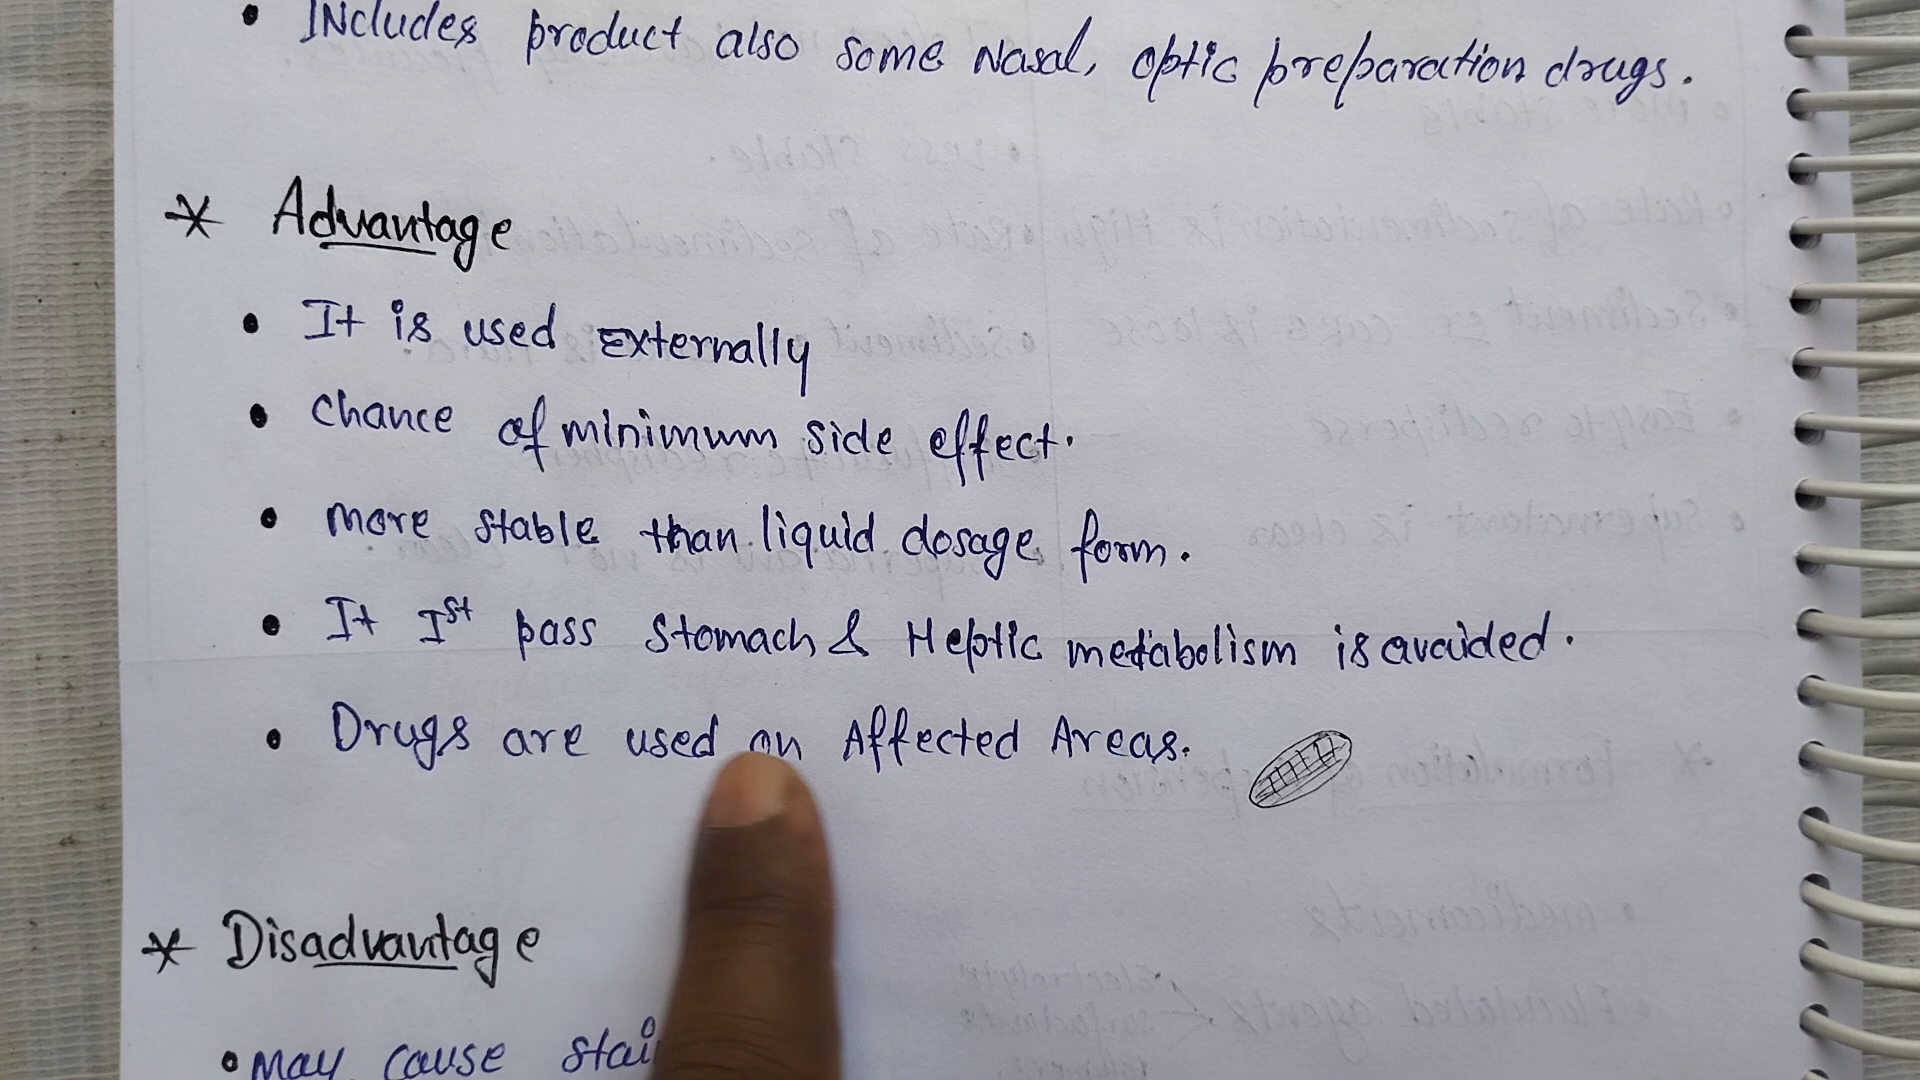 • Includes product also some Nasal, optic preparation drugs.
* Advantage
• It is used Externally
• chance of minimum side effect.
• more stable than liquid dosage form.
• It Ist pass stomach & Heptic metabolism is avoided.
• Drugs are used on Affected Areas.
* Disadvantage
• may cause